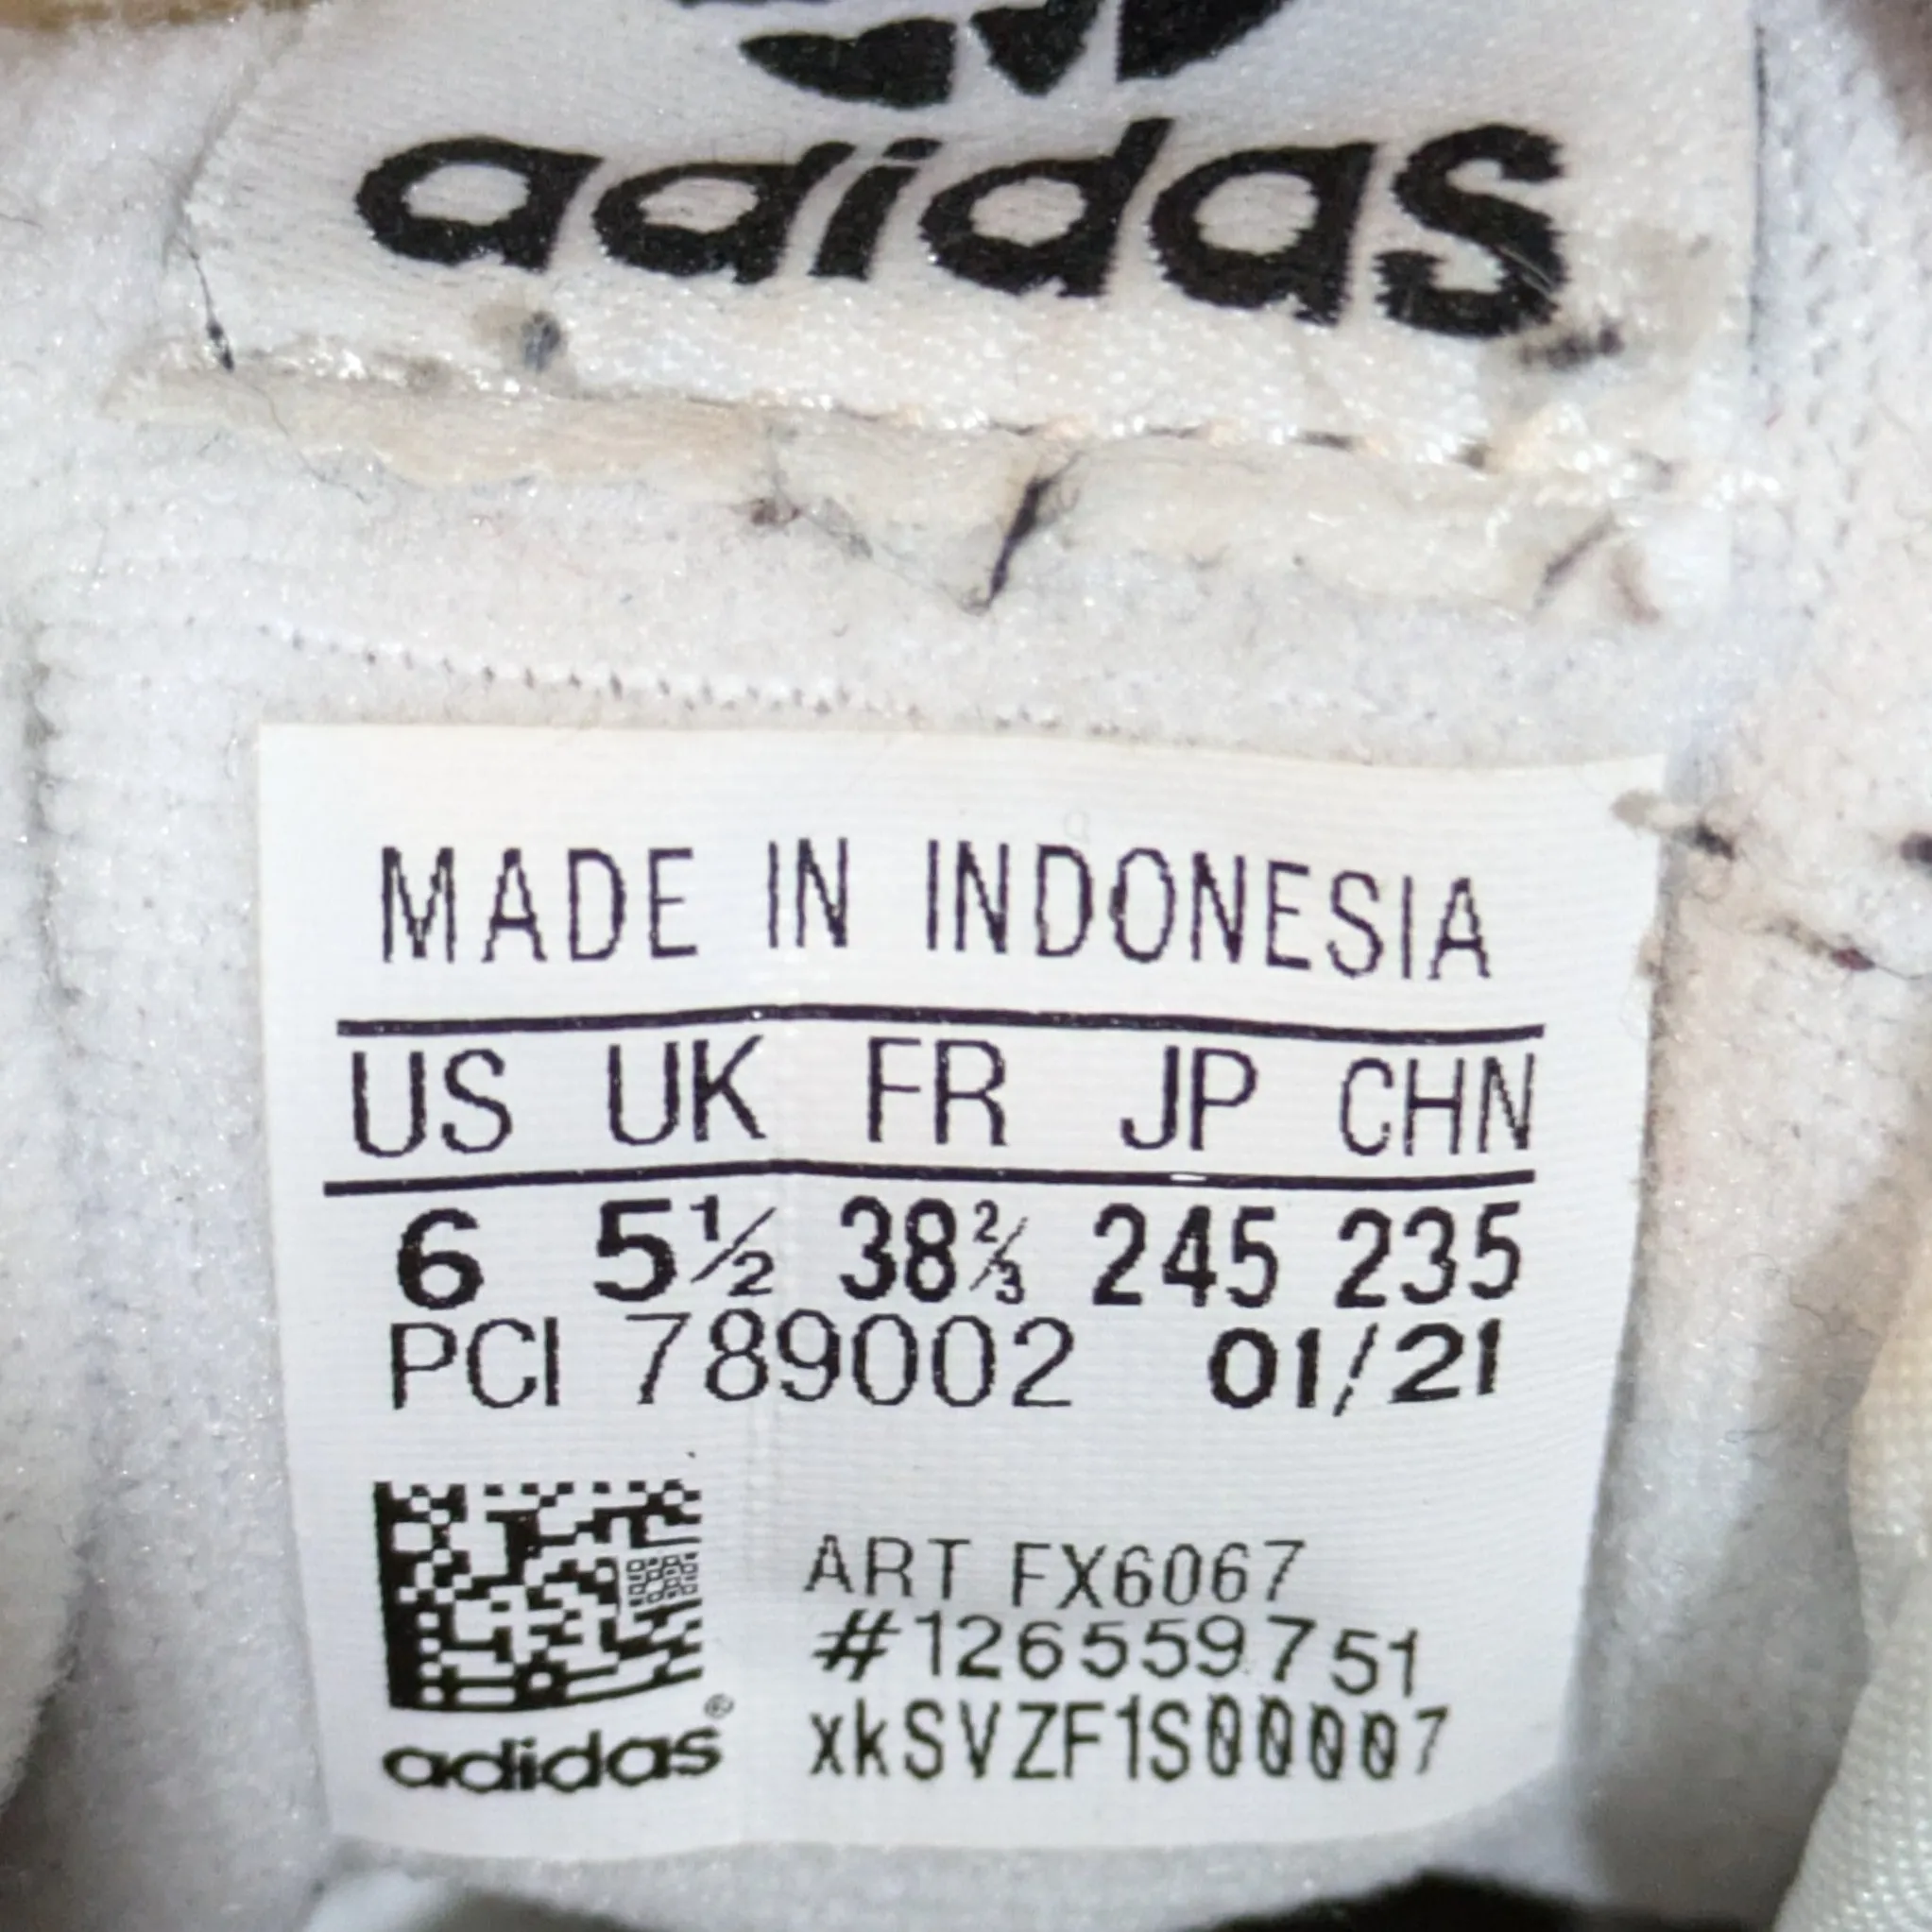 adidas
MADE IN INDONESIA
US UK FR JP CHN
6 5½ 38⅔ 245 235
PCI 789002 01/21
ART FX6067
#126559751
xkSVZF1S00007
adidas®